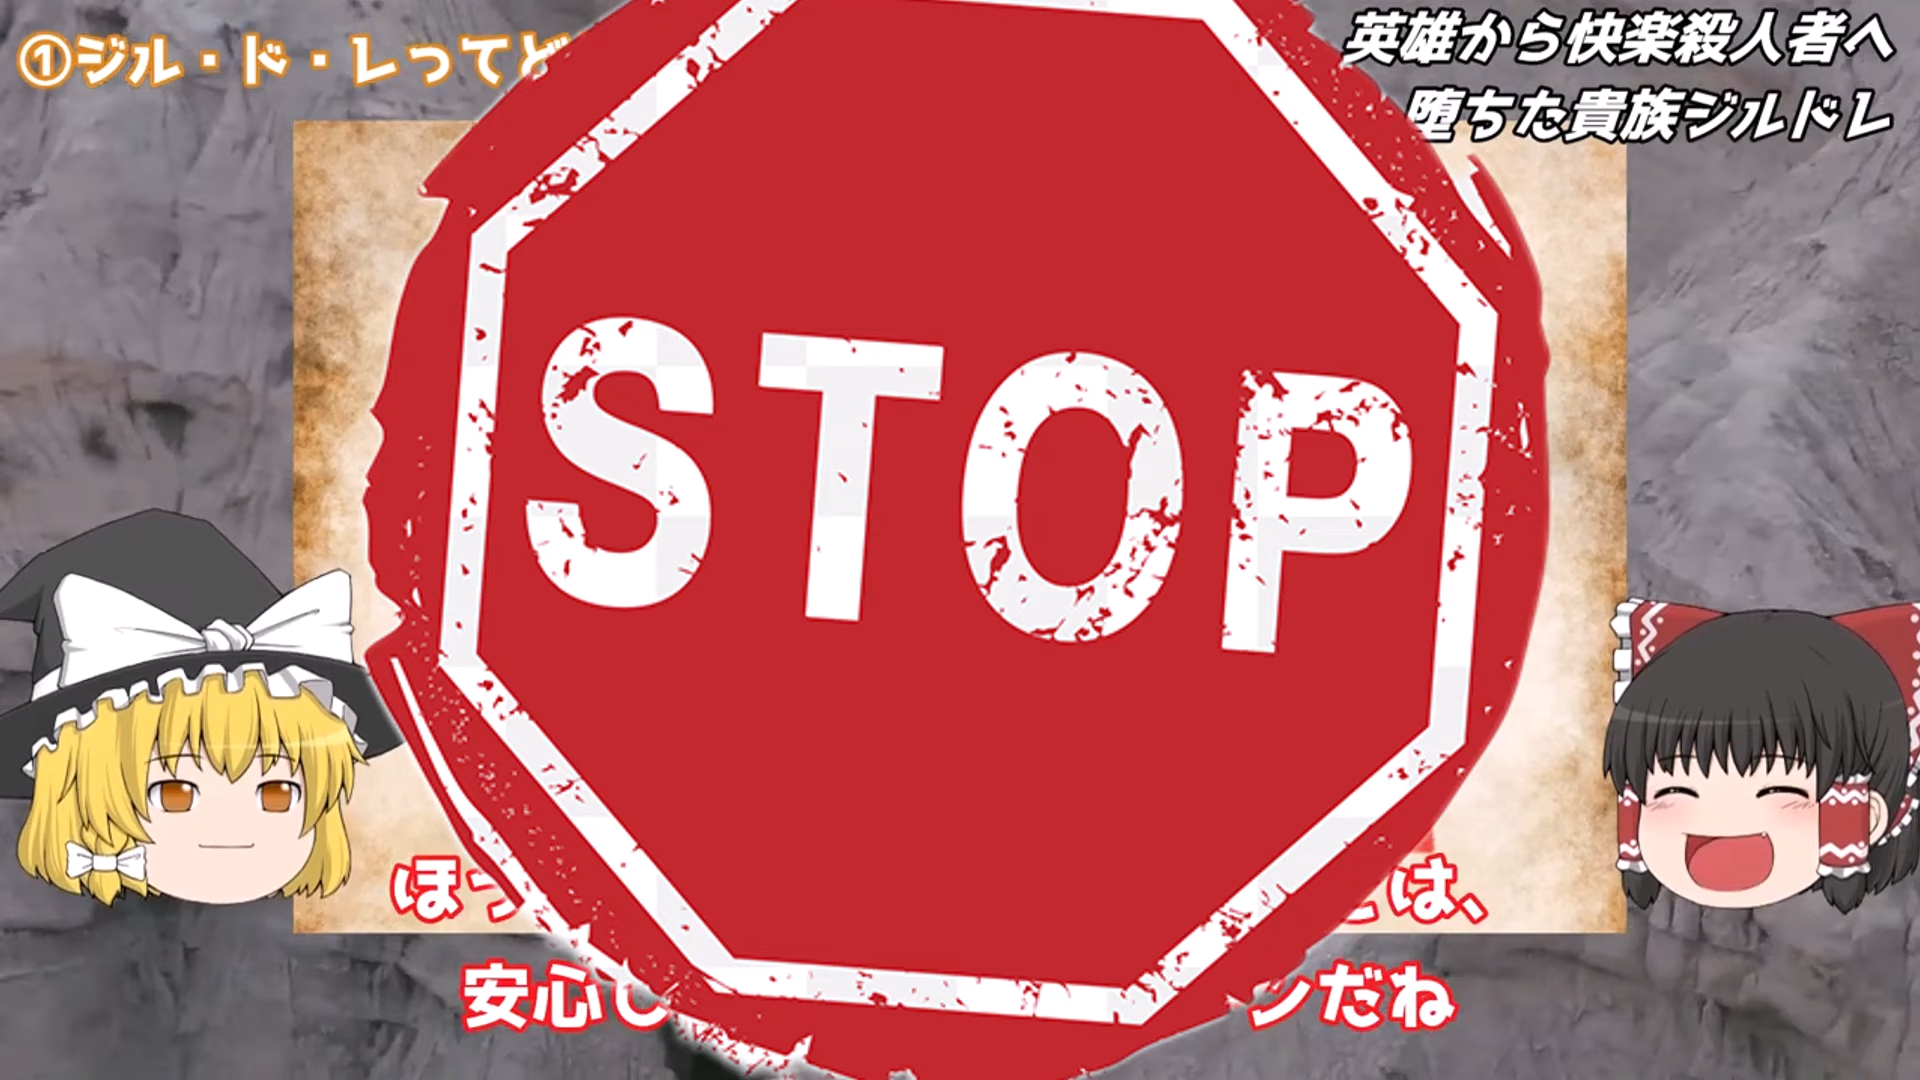 ①ジル・ド・レってど
英雄から快楽殺人者へ
堕ちた貴族ジルドレ
STOP
ほっ
は、
安心し
ンだね